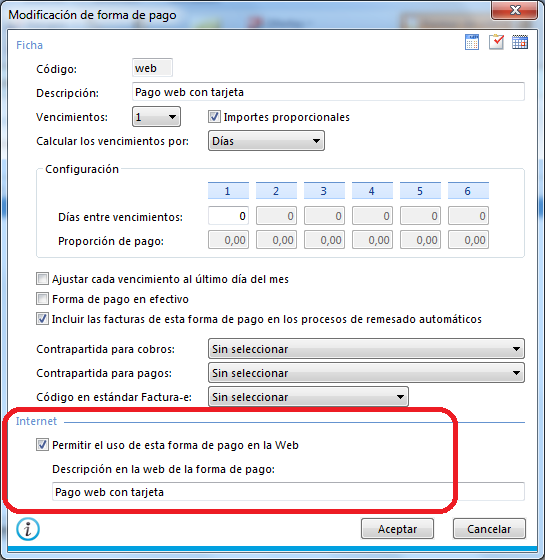 Modificación de forma de pago
Ficha
Código: web
Descripción: Pago web con tarjeta
Vencimientos: 1 Importes proporcionales
Calcular los vencimientos por: Días
Configuración
1 2 3 4 5 6
Días entre vencimientos: 0 0 0 0 0 0
Proporción de pago: 0,00 0,00 0,00 0,00 0,00 0,00
Ajustar cada vencimiento al último día del mes
Forma de pago en efectivo
Incluir las facturas de esta forma de pago en los procesos de remesado automáticos
Contrapartida para cobros: Sin seleccionar
Contrapartida para pagos: Sin seleccionar
Código en estándar Factura-e: Sin seleccionar
Internet
Permitir el uso de esta forma de pago en la Web
Descripción en la web de la forma de pago:
Pago web con tarjeta
Aceptar Cancelar